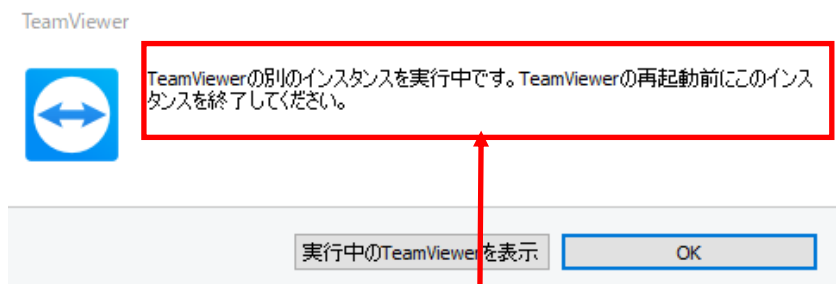 TeamViewer
TeamViewerの別のインスタンスを実行中です。TeamViewerの再起動前にこのインス
タンスを終了してください。
実行中のTeamViewerを表示
OK